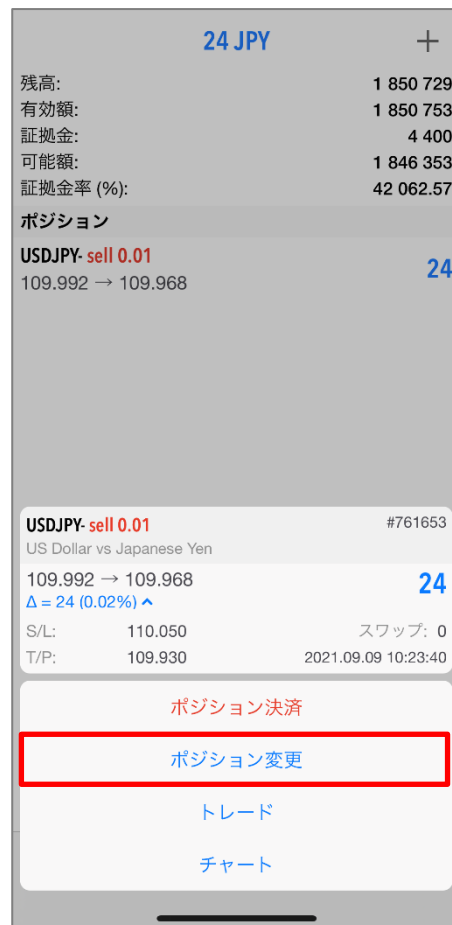 24 JPY +
残高: 1 850 729
有効額: 1 850 753
証拠金: 4 400
可能額: 1 846 353
証拠金率 (%): 42 062.57
ポジション
USDJPY- sell 0.01
109.992 → 109.968 24
USDJPY- sell 0.01 #761653
US Dollar vs Japanese Yen
109.992 → 109.968 24
Δ = 24 (0.02%)
S/L: 110.050 スワップ: 0
T/P: 109.930 2021.09.09 10:23:40
ポジション決済
ポジション変更
トレード
チャート